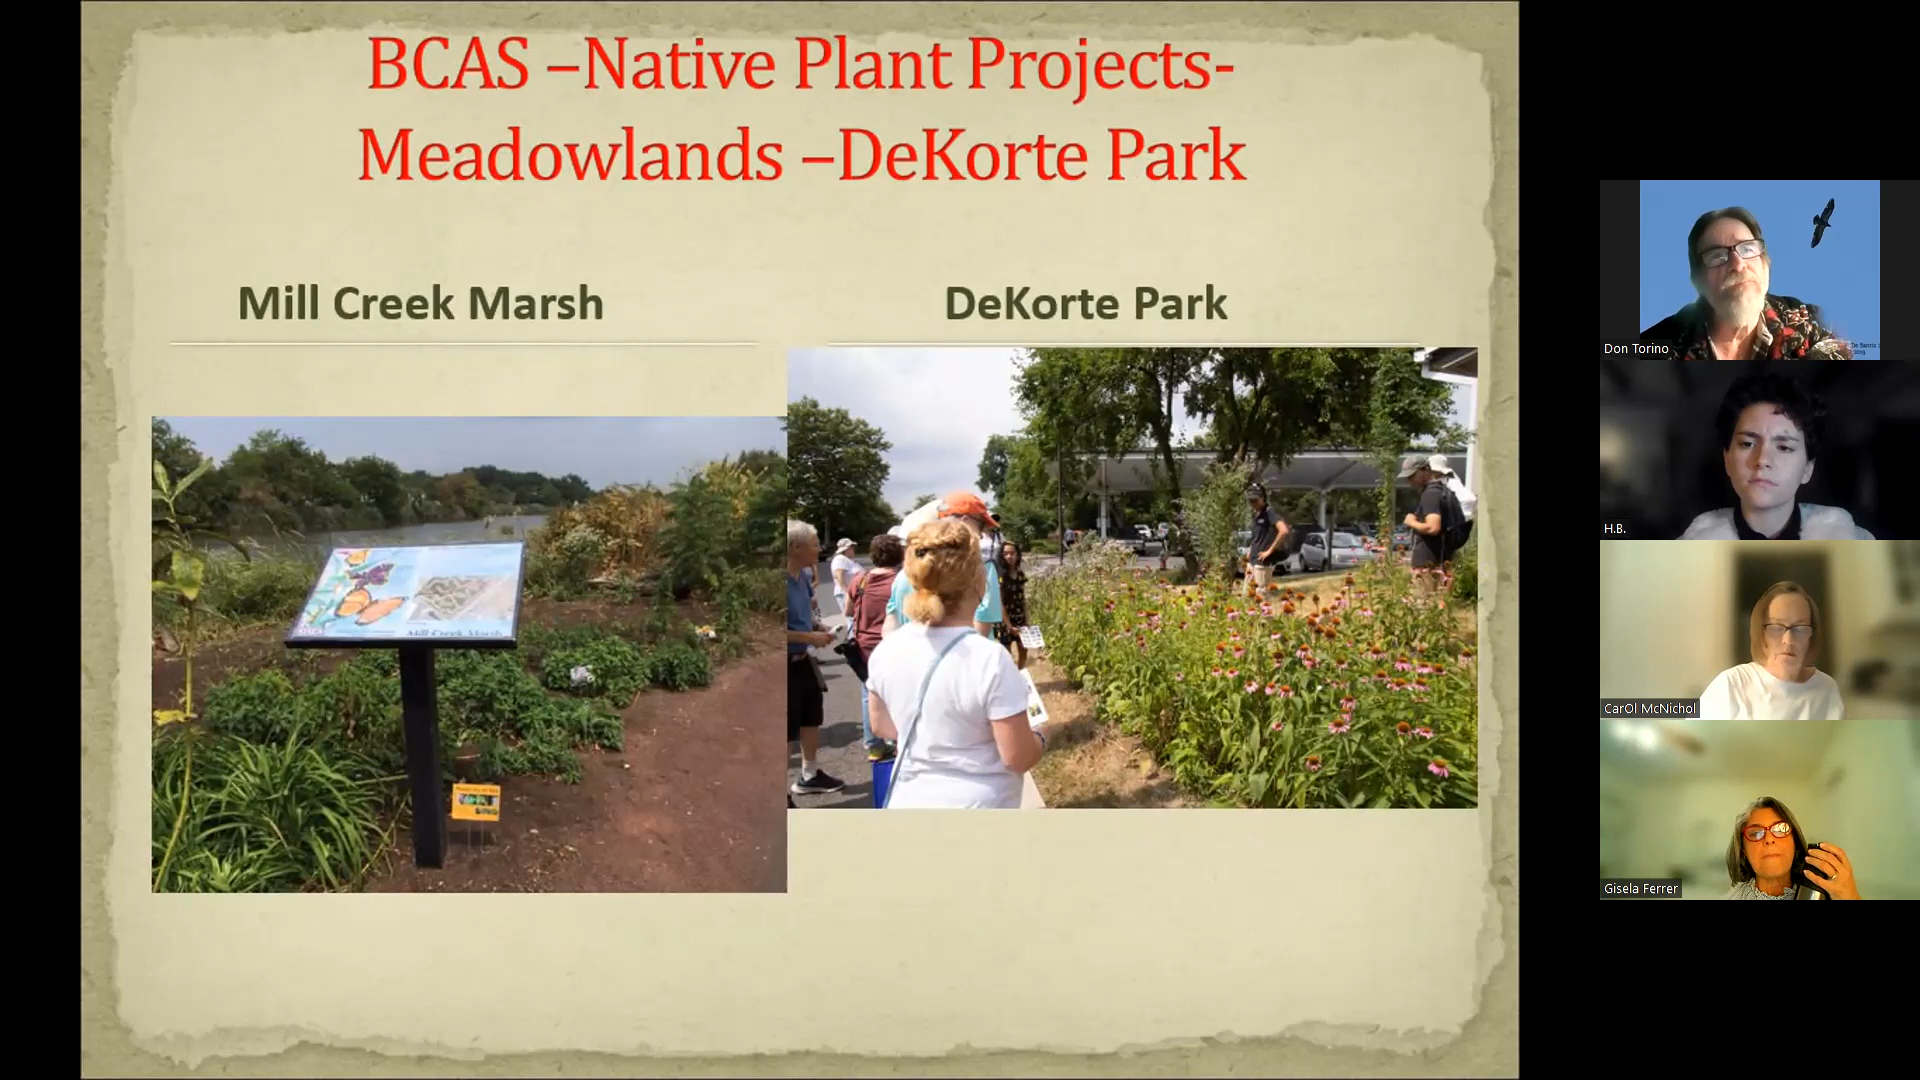 BCAS –Native Plant Projects-
Meadowlands –DeKorte Park
Mill Creek Marsh
DeKorte Park
Mill Creek Marsh
Don Torino
H.B.
CarOl McNichol
Gisela Ferrer